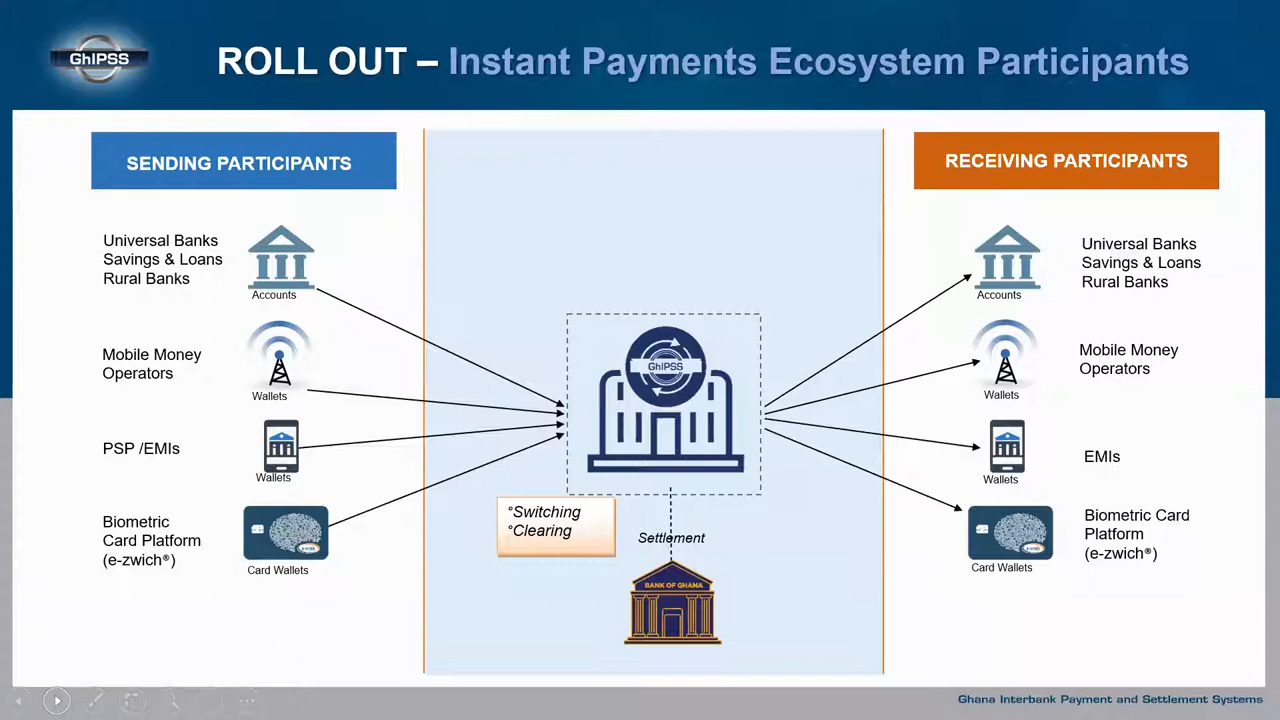 GhIPSS
ROLL OUT – Instant Payments Ecosystem Participants
SENDING PARTICIPANTS
Universal Banks
Savings & Loans
Rural Banks
Accounts
Mobile Money
Operators
Wallets
PSP /EMIs
Wallets
Biometric
Card Platform
(e-zwich®)
Card Wallets
GhIPSS
°Switching
°Clearing
Settlement
BANK OF GHANA
RECEIVING PARTICIPANTS
Universal Banks
Savings & Loans
Rural Banks
Accounts
Mobile Money
Operators
Wallets
EMIs
Wallets
Biometric Card
Platform
(e-zwich®)
Card Wallets
Ghana Interbank Payment and Settlement Systems